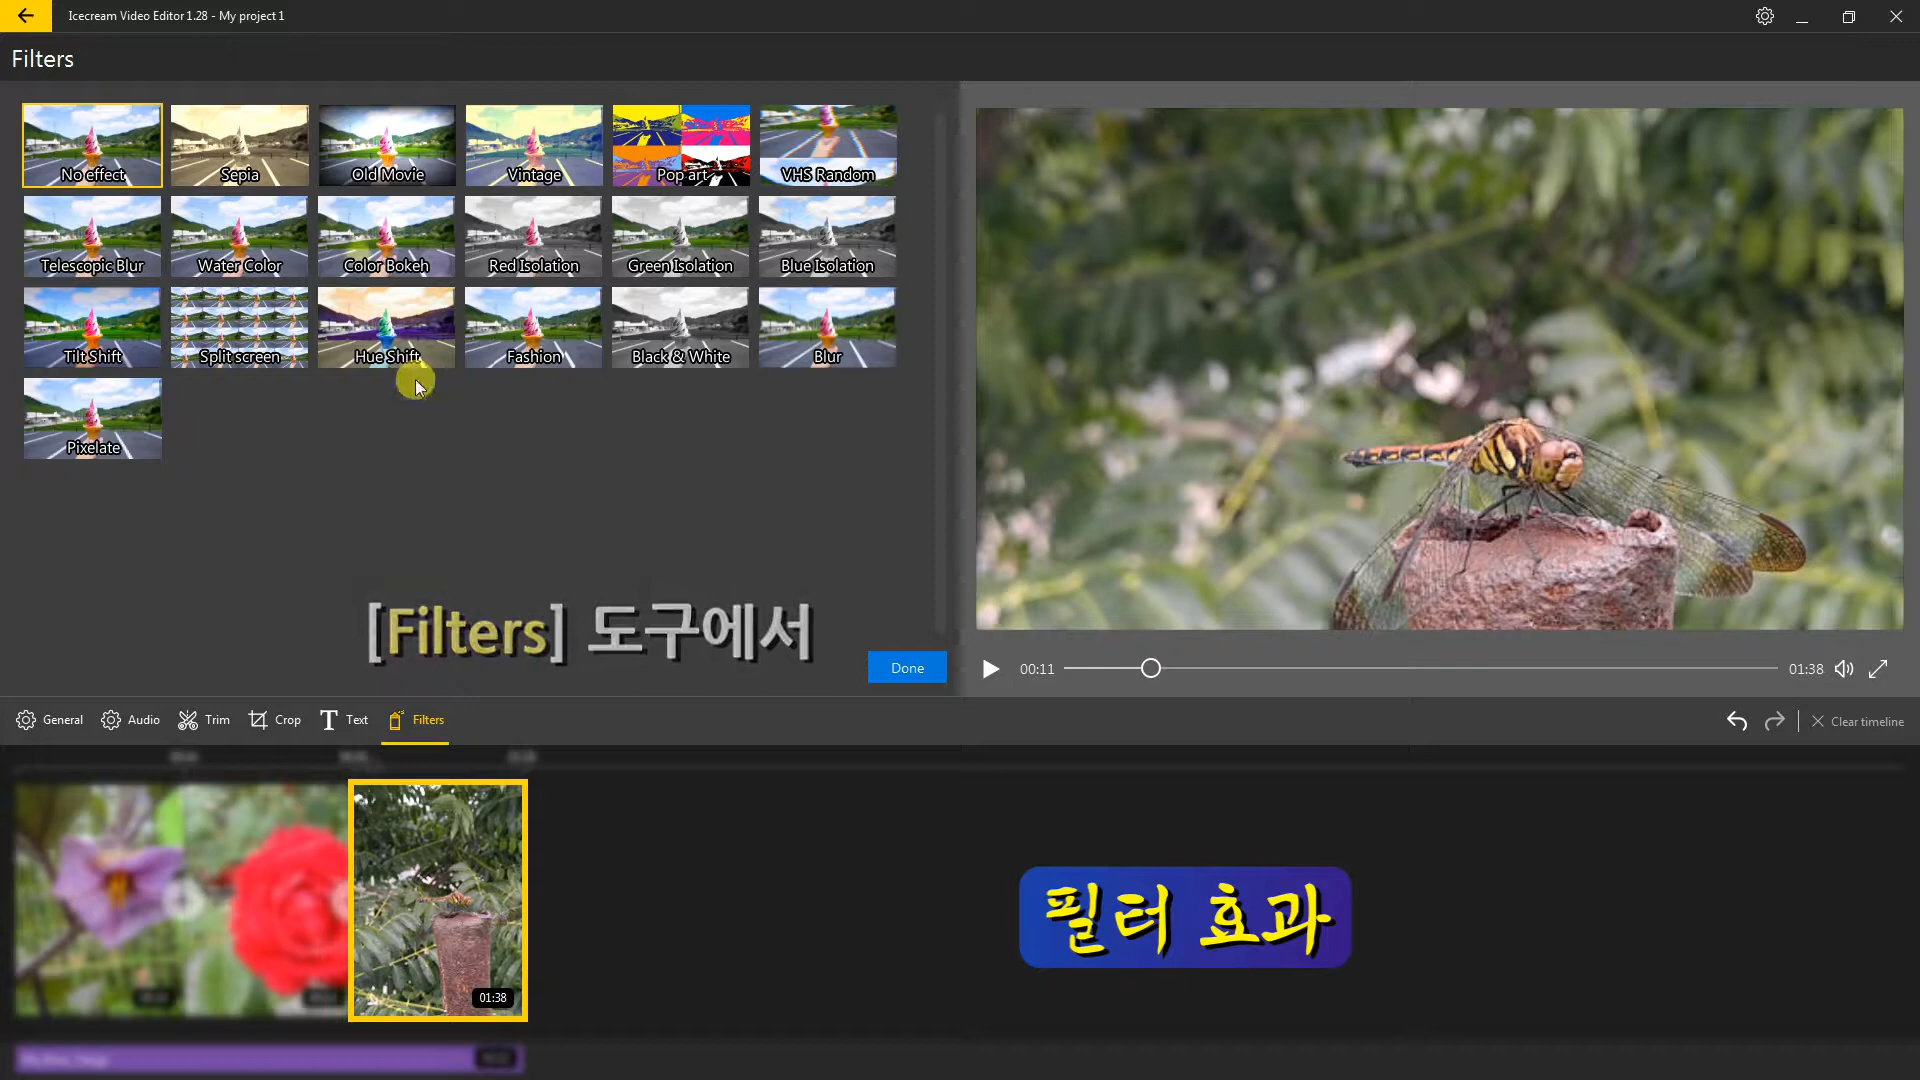 Icecream Video Editor 1.28 - My project 1
Filters
No effect
Sepia
Old Movie
Vintage
Pop art
VHS Random
Telescopic Blur
Water Color
Color Bokeh
Red Isolation
Green Isolation
Blue Isolation
Tilt Shift
Split screen
Hue Shift
Fashion
Black & White
Blur
Pixelate
[Filters] 도구에서
Done
00:11
01:38
General
Audio
Trim
Crop
Text
Filters
Clear timeline
01:38
필터 효과